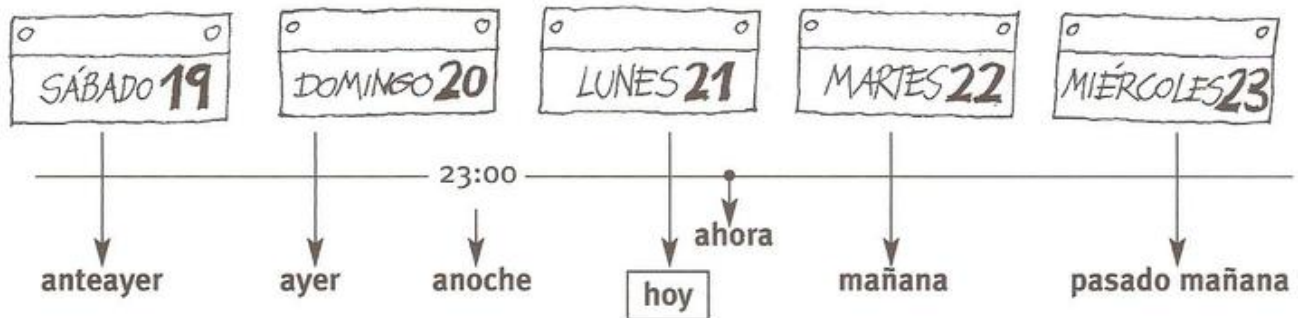 SÁBADO 19 DOMINGO 20 LUNES 21 MARTES 22 MIÉRCOLES 23
23:00
ahora
anteayer ayer anoche hoy mañana pasado mañana